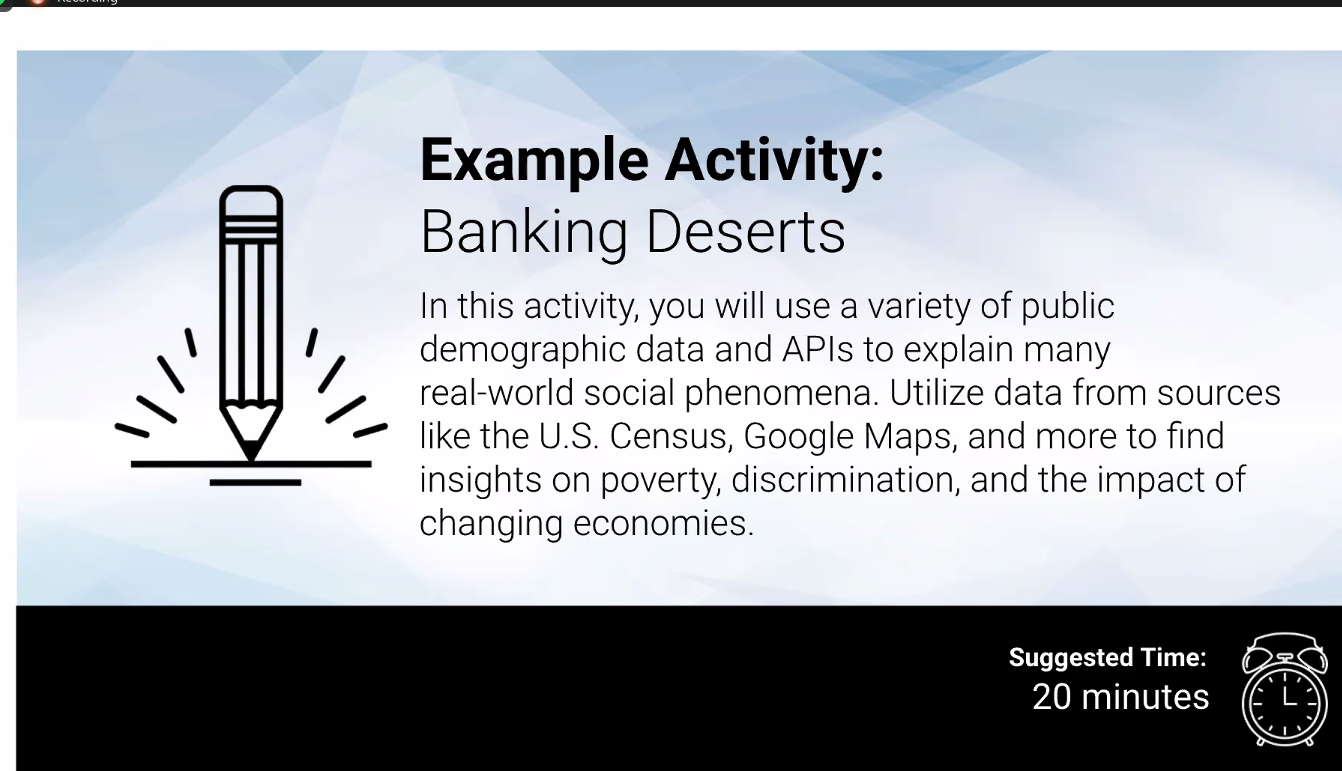 Recording
Example Activity:
Banking Deserts
In this activity, you will use a variety of public
demographic data and APIs to explain many
real-world social phenomena. Utilize data from sources
like the U.S. Census, Google Maps, and more to find
insights on poverty, discrimination, and the impact of
changing economies.
Suggested Time:
20 minutes